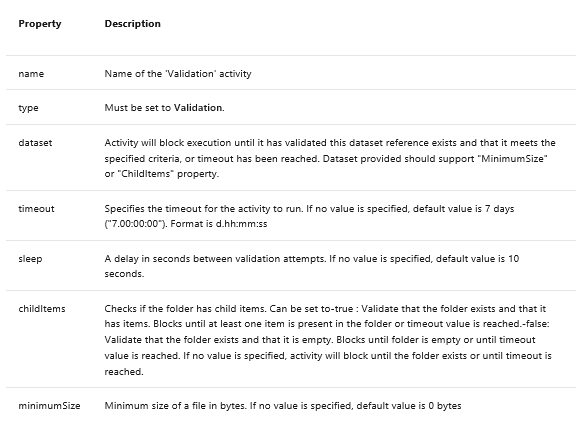 Property Description
name Name of the 'Validation' activity
type Must be set to Validation.
dataset Activity will block execution until it has validated this dataset reference exists and that it meets the
specified criteria, or timeout has been reached. Dataset provided should support "MinimumSize"
or "ChildItems" property.
timeout Specifies the timeout for the activity to run. If no value is specified, default value is 7 days
("7.00:00:00"). Format is d.hh:mm:ss
sleep A delay in seconds between validation attempts. If no value is specified, default value is 10
seconds.
childItems Checks if the folder has child items. Can be set to-true : Validate that the folder exists and that it
has items. Blocks until at least one item is present in the folder or timeout value is reached.-false:
Validate that the folder exists and that it is empty. Blocks until folder is empty or until timeout
value is reached. If no value is specified, activity will block until the folder exists or until timeout is
reached.
minimumSize Minimum size of a file in bytes. If no value is specified, default value is 0 bytes